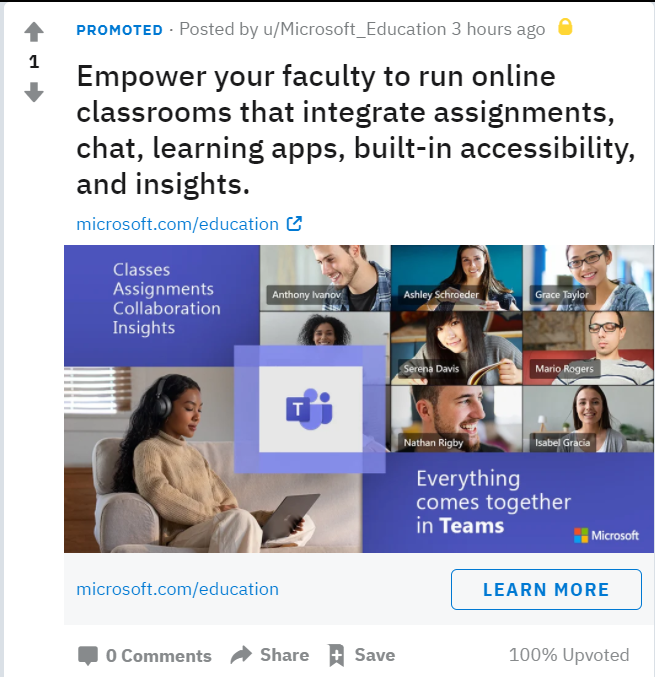 PROMOTED · Posted by u/Microsoft_Education 3 hours ago
1
Empower your faculty to run online
classrooms that integrate assignments,
chat, learning apps, built-in accessibility,
and insights.
microsoft.com/education
Classes
Assignments
Collaboration
Insights
Anthony Ivanov
Ashley Schroeder
Grace Taylor
Serena Davis
Mario Rogers
T
Nathan Rigby
Isabel Gracia
Everything
comes together
in Teams
Microsoft
microsoft.com/education
LEARN MORE
0 Comments Share Save 100% Upvoted